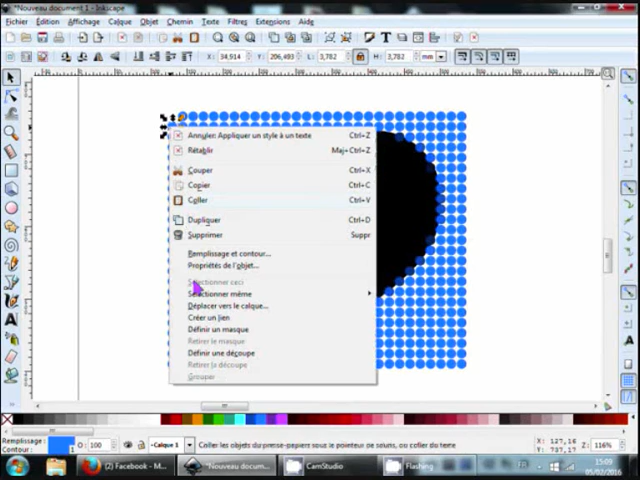 *Nouveau document 1 - Inkscape
Fichier Édition Affichage Calque Objet Chemin Texte Filtres Extensions Aide
X: 34,914 Y: 206,493 L: 3,782 H: 3,782 mm
Annuler: Appliquer un style à un texte Ctrl+Z
Rétablir Maj+Ctrl+Z
Couper Ctrl+X
Copier Ctrl+C
Coller Ctrl+V
Dupliquer Ctrl+D
Supprimer Suppr
Remplissage et contour...
Propriétés de l'objet...
Sélectionner ceci
Sélectionner même
Déplacer vers le calque...
Créer un lien
Définir un masque
Retirer le masque
Définir une découpe
Retirer la découpe
Grouper
Remplissage:
Contour: 1
O: 100
Calque 1
Coller les objets du presse-papiers sous le pointeur de souris, ou coller du texte
X: 127,16
Y: 737,17
Z: 116%
(2) Facebook - M...
*Nouveau docum...
CamStudio
Flashing
FR
15:09
05/02/2016